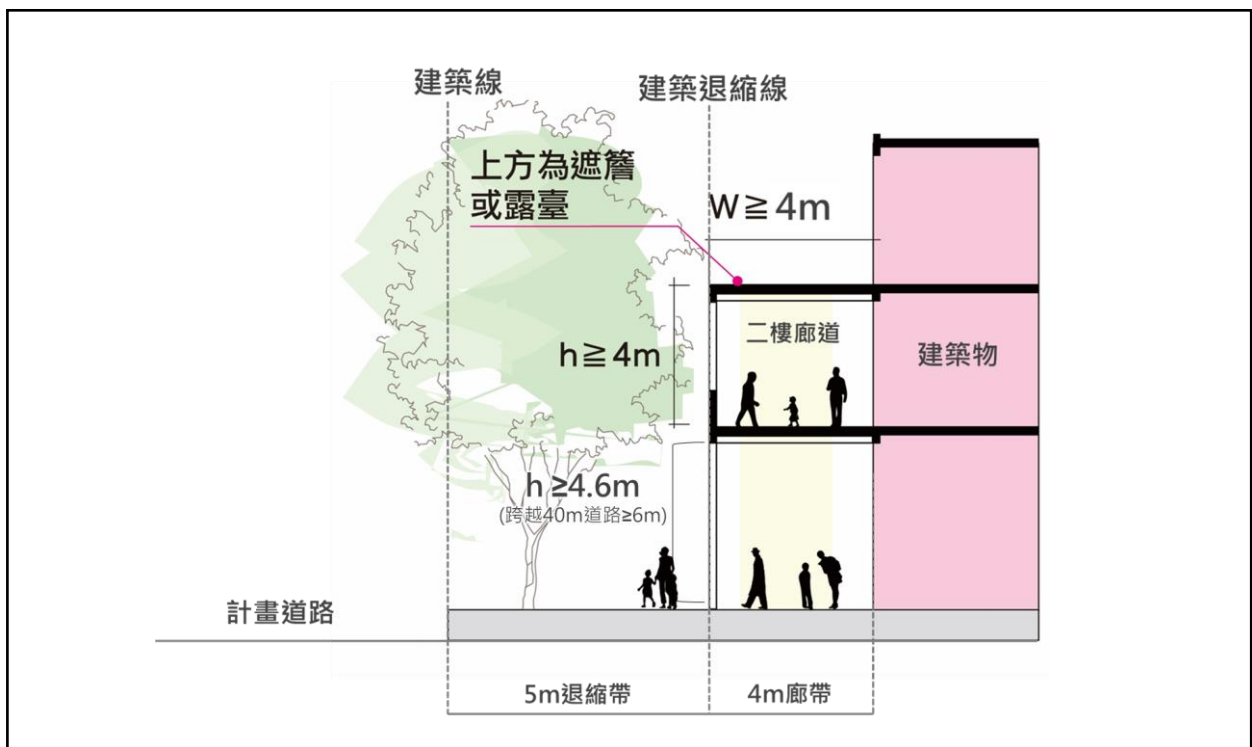 建築線
建築退縮線
上方為遮簷
或露臺
W≧4m
h≧4m
二樓廊道
建築物
h≥4.6m
(跨越40m道路≥6m)
計畫道路
5m退縮帶
4m廊帶